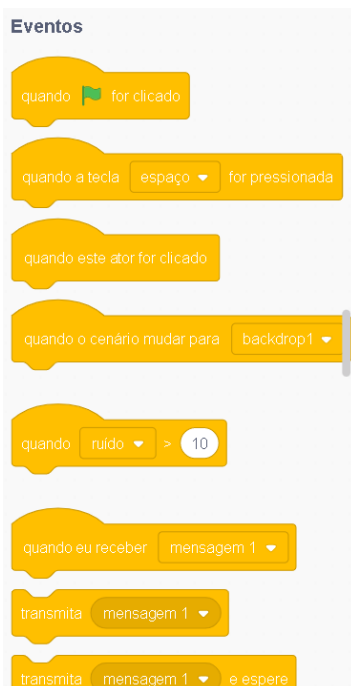 Eventos
quando for clicado
quando a tecla espaço for pressionada
quando este ator for clicado
quando o cenário mudar para backdrop1
quando ruído > 10
quando eu receber mensagem 1
transmita mensagem 1
transmita mensagem 1 e espere